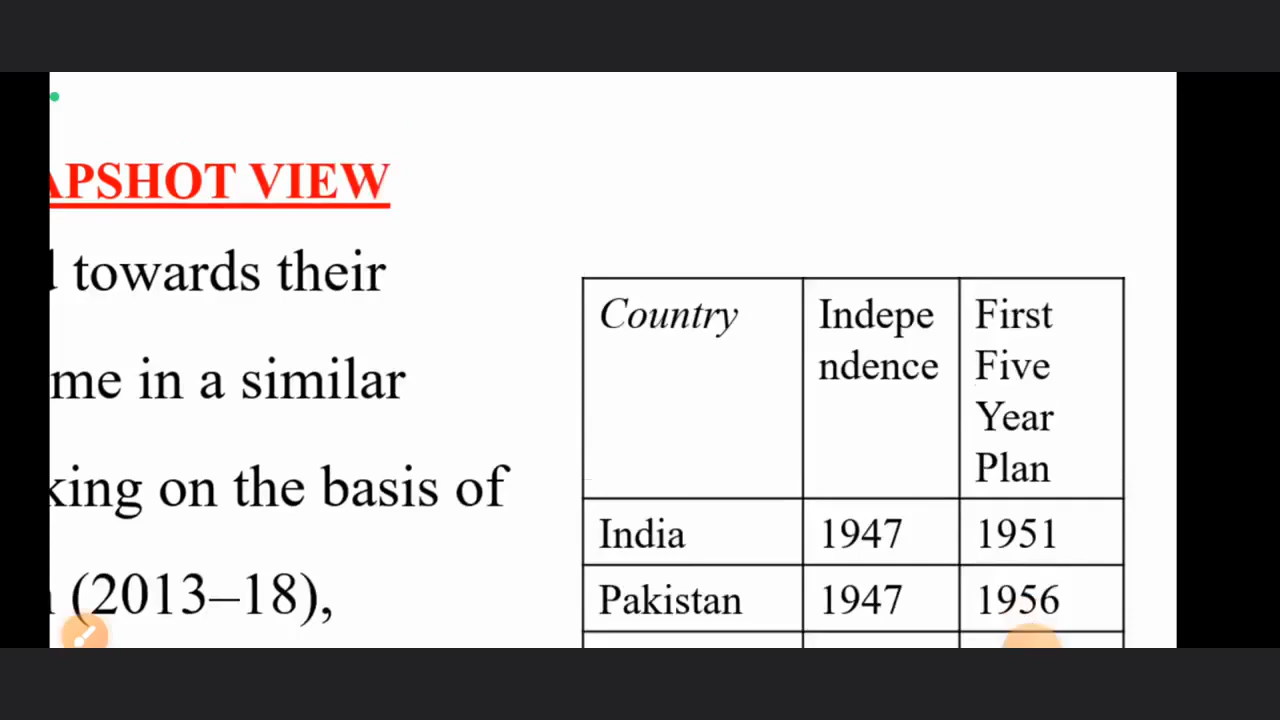 APSHOT VIEW
towards their
me in a similar
king on the basis of
(2013–18),
Country Indepe First
ndence Five
Year
Plan
India 1947 1951
Pakistan 1947 1956